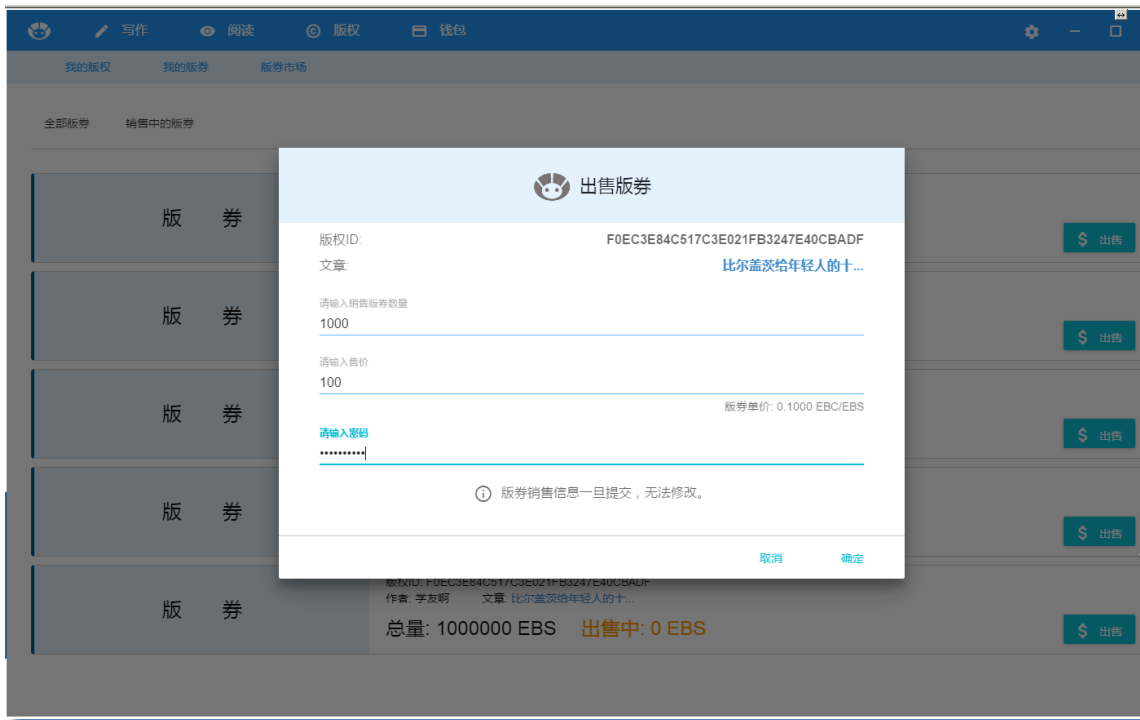 写作 阅读 © 版权 钱包
我的版权 我的版券 版券市场
全部版券 销售中的版券
出售版券
版权ID: F0EC3E84C517C3E021FB3247E40CBADF
文章: 比尔盖茨给年轻人的十...
请输入销售版券数量
1000
请输入售价
100
版券单价: 0.1000 EBC/EBS
请输入密码
••••••••••
版券销售信息一旦提交，无法修改。
取消 确定
版 券 $ 出售
版 券 $ 出售
版 券 $ 出售
版 券 $ 出售
版权ID: F0EC3E84C517C3E021FB3247E40CBADF
作者: 学友啊 文章: 比尔盖茨给年轻人的十...
版 券 总量: 1000000 EBS 出售中: 0 EBS $ 出售